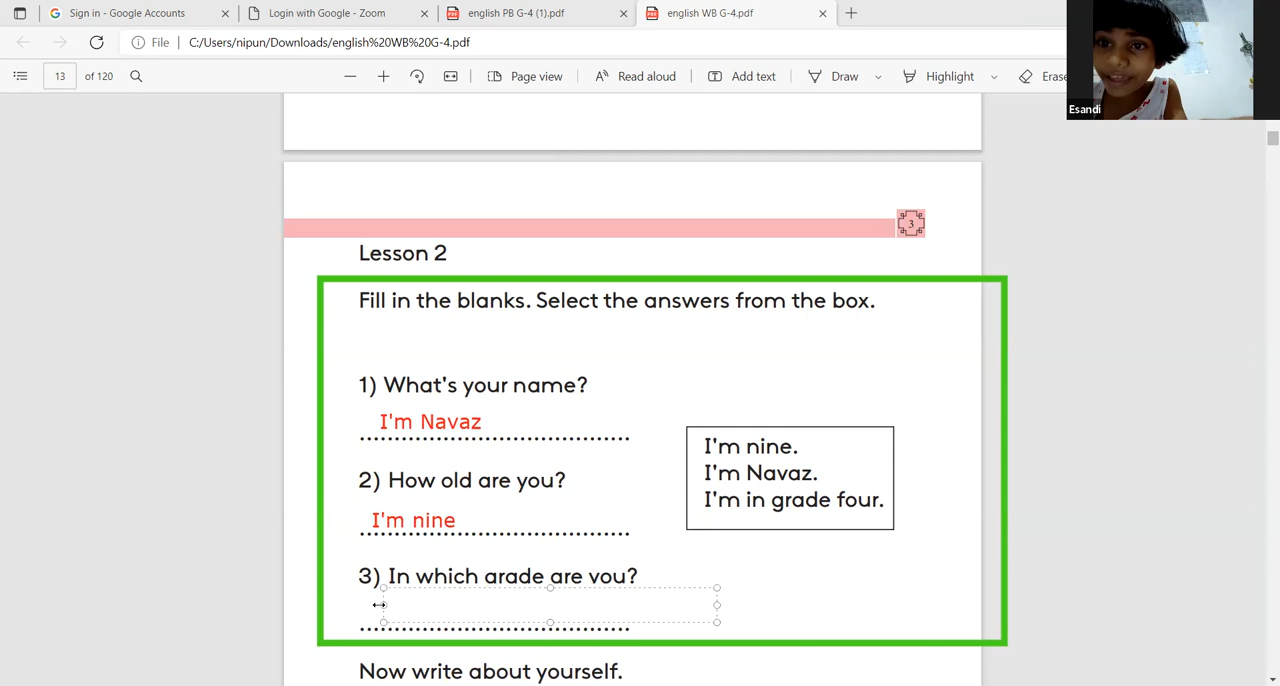 Sign in - Google Accounts
Login with Google - Zoom
english PB G-4 (1).pdf
english WB G-4.pdf
File | C:/Users/nipun/Downloads/english%20WB%20G-4.pdf
13 of 120
Page view
Read aloud
Add text
Draw
Highlight
Erase
Esandi
3
Lesson 2
Fill in the blanks. Select the answers from the box.
1) What's your name?
I'm Navaz
I'm nine.
I'm Navaz.
2) How old are you?
I'm in grade four.
I'm nine
3) In which grade are you?
Now write about yourself.